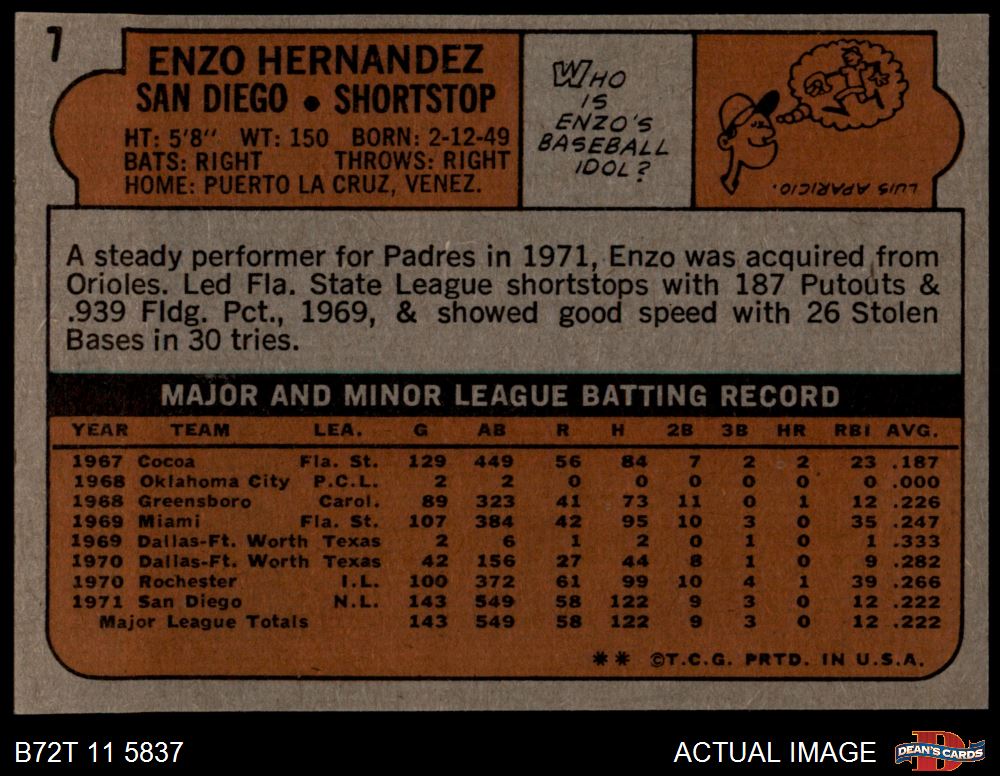 7
ENZO HERNANDEZ
SAN DIEGO • SHORTSTOP
HT: 5'8" WT: 150 BORN: 2-12-49
BATS: RIGHT THROWS: RIGHT
HOME: PUERTO LA CRUZ, VENEZ.
WHO
IS
ENZO'S
BASEBALL
IDOL?
LUIS APARICIO.
A steady performer for Padres in 1971, Enzo was acquired from
Orioles. Led Fla. State League shortstops with 187 Putouts &
.939 Fldg. Pct., 1969, & showed good speed with 26 Stolen
Bases in 30 tries.
MAJOR AND MINOR LEAGUE BATTING RECORD
YEAR TEAM LEA. G AB R H 2B 3B HR RBI AVG.
1967 Cocoa Fla. St. 129 449 56 84 7 2 2 23 .187
1968 Oklahoma City P.C.L. 2 2 0 0 0 0 0 0 .000
1968 Greensboro Carol. 89 323 41 73 11 0 1 12 .226
1969 Miami Fla. St. 107 384 42 95 10 3 0 35 .247
1969 Dallas-Ft. Worth Texas 2 6 1 2 0 1 0 1 .333
1970 Dallas-Ft. Worth Texas 42 156 27 44 8 1 0 9 .282
1970 Rochester I.L. 100 372 61 99 10 4 1 39 .266
1971 San Diego N.L. 143 549 58 122 9 3 0 12 .222
Major League Totals 143 549 58 122 9 3 0 12 .222
** ©T.C.G. PRTD. IN U.S.A.
B72T 11 5837
ACTUAL IMAGE
D
DEAN'S CARDS